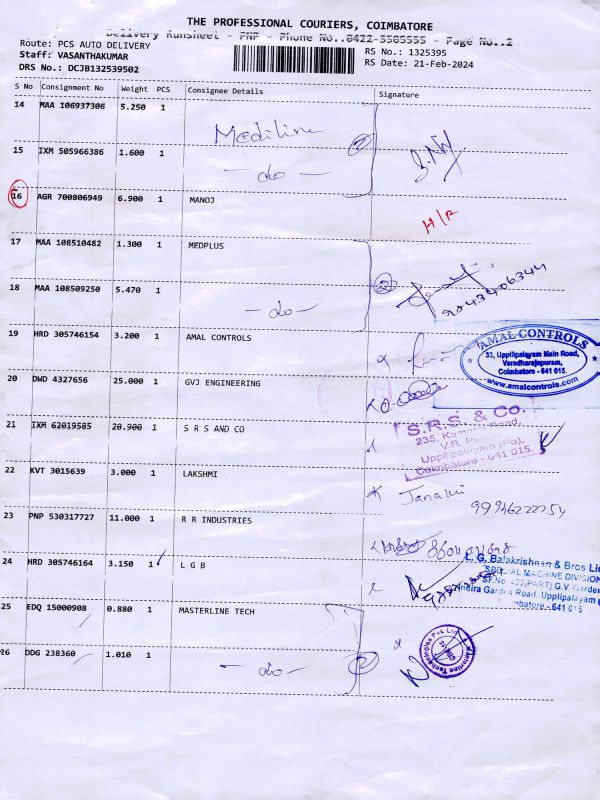 THE PROFESSIONAL COURIERS, COIMBATORE
Delivery Runsheet - PNP - Phone No..0422-3505555 - Page No..2
Route: PCS AUTO DELIVERY
RS No.: 1325395
Staff: VASANTHAKUMAR
RS Date: 21-Feb-2024
DRS No.: DCJB132539502
S No Consignment No Weight PCS Consignee Details Signature
14 MAA 106937306 5.250 1 Mediline
15 IXM 505966386 1.600 1 -do-
16 AGR 700806949 6.900 1 MANOJ
17 MAA 108510482 1.300 1 MEDPLUS
18 MAA 108509250 5.470 1 -do- 9043406344
19 HRD 305746154 3.200 1 AMAL CONTROLS
AMAL CONTROLS
33, Uppilipalayam Main Road,
Varadharajapuram,
Coimbatore - 641 015.
www.amalcontrols.com
20 DWD 4327656 25.000 1 GVJ ENGINEERING
21 IXM 62019585 20.900 1 S R S AND CO
S.R.S. & Co.
Uppilipalayam (Po),
Coimbatore - 641 015
22 KVT 3015639 3.000 1 LAKSHMI Janaki
23 PNP 530317727 11.000 1 R R INDUSTRIES
24 HRD 305746164 3.150 1 L G B
L. G. Balakrishnan & Bros Lim
SPECIAL MACHINE DIVISION
25 EDQ 15000908 0.880 1 MASTERLINE TECH
26 DDG 238360 1.010 1 -do-